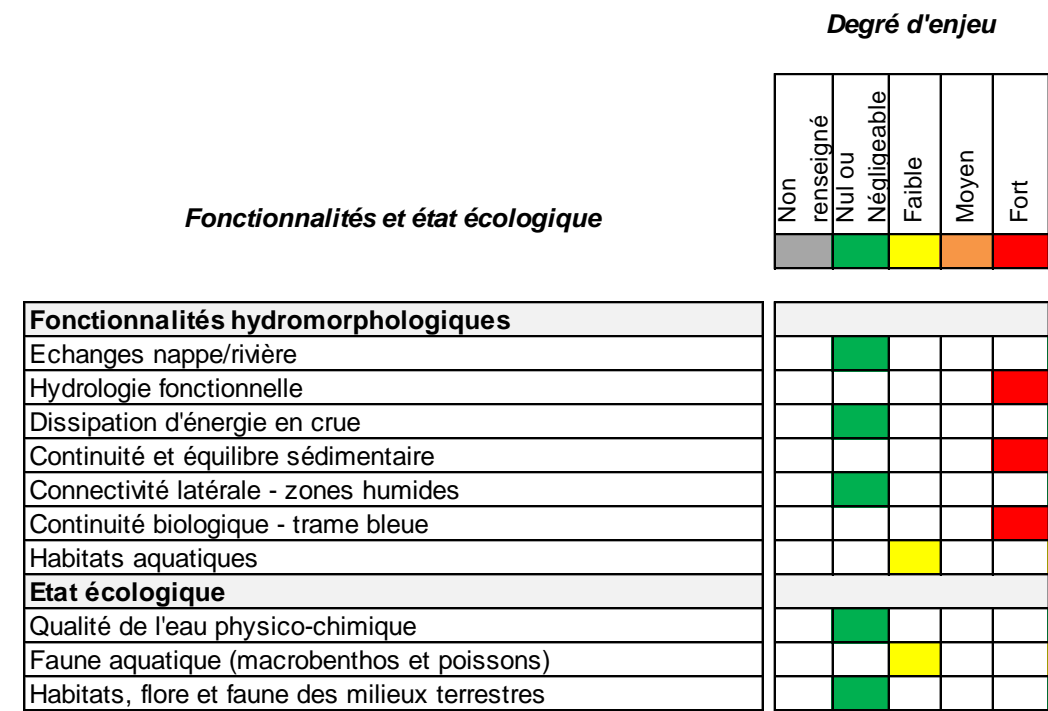 Degré d'enjeu
Non
renseigné
Nul ou
Négligeable
Faible
Moyen
Fort
Fonctionnalités et état écologique
Fonctionnalités hydromorphologiques
Echanges nappe/rivière
Hydrologie fonctionnelle
Dissipation d'énergie en crue
Continuité et équilibre sédimentaire
Connectivité latérale - zones humides
Continuité biologique - trame bleue
Habitats aquatiques
Etat écologique
Qualité de l'eau physico-chimique
Faune aquatique (macrobenthos et poissons)
Habitats, flore et faune des milieux terrestres